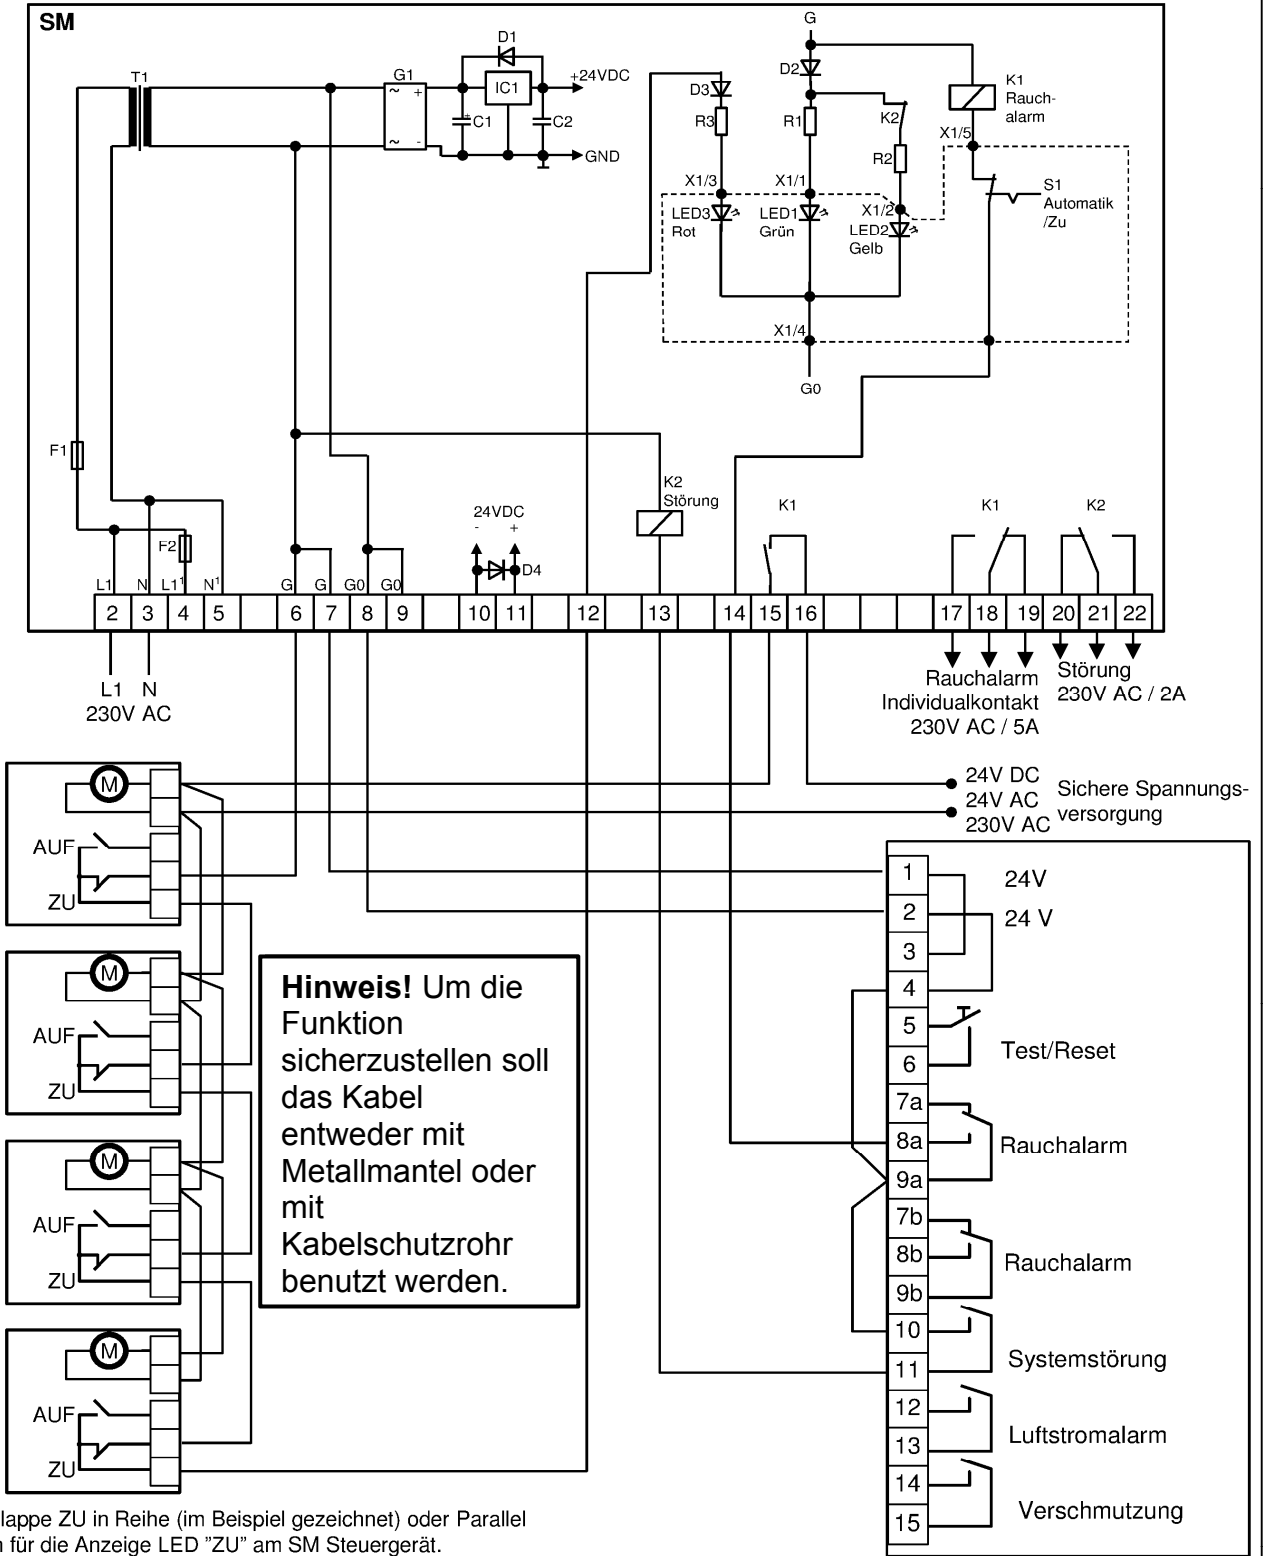 SM
D1
T1
G1
IC1
+24VDC
~ +
~ -
+
C1
C2
GND
G
D2
D3
R3
R1
K2
R2
K1
Rauch-
alarm
X1/5
X1/3
X1/1
X1/2
LED3
Rot
LED1
Grün
LED2
Gelb
S1
Automatik
/Zu
X1/4
G0
F1
F2
K2
Störung
24VDC
- +
D4
K1
K1
K2
L1 N L1¹ N¹ G G G0 G0
2 3 4 5 6 7 8 9 10 11 12 13 14 15 16 17 18 19 20 21 22
L1 N
230V AC
Rauchalarm
Individualkontakt
230V AC / 5A
Störung
230V AC / 2A
24V DC
24V AC
230V AC
Sichere Spannungs-
versorgung
M
AUF
ZU
M
AUF
ZU
M
AUF
ZU
M
AUF
ZU
Hinweis! Um die
Funktion
sicherzustellen soll
das Kabel
entweder mit
Metallmantel oder
mit
Kabelschutzrohr
benutzt werden.
1
24V
2
24 V
3
4
5
6
Test/Reset
7a
8a
Rauchalarm
9a
7b
8b
Rauchalarm
9b
10
Systemstörung
11
12
Luftstromalarm
13
14
Verschmutzung
15
lappe ZU in Reihe (im Beispiel gezeichnet) oder Parallel
für die Anzeige LED "ZU" am SM Steuergerät.